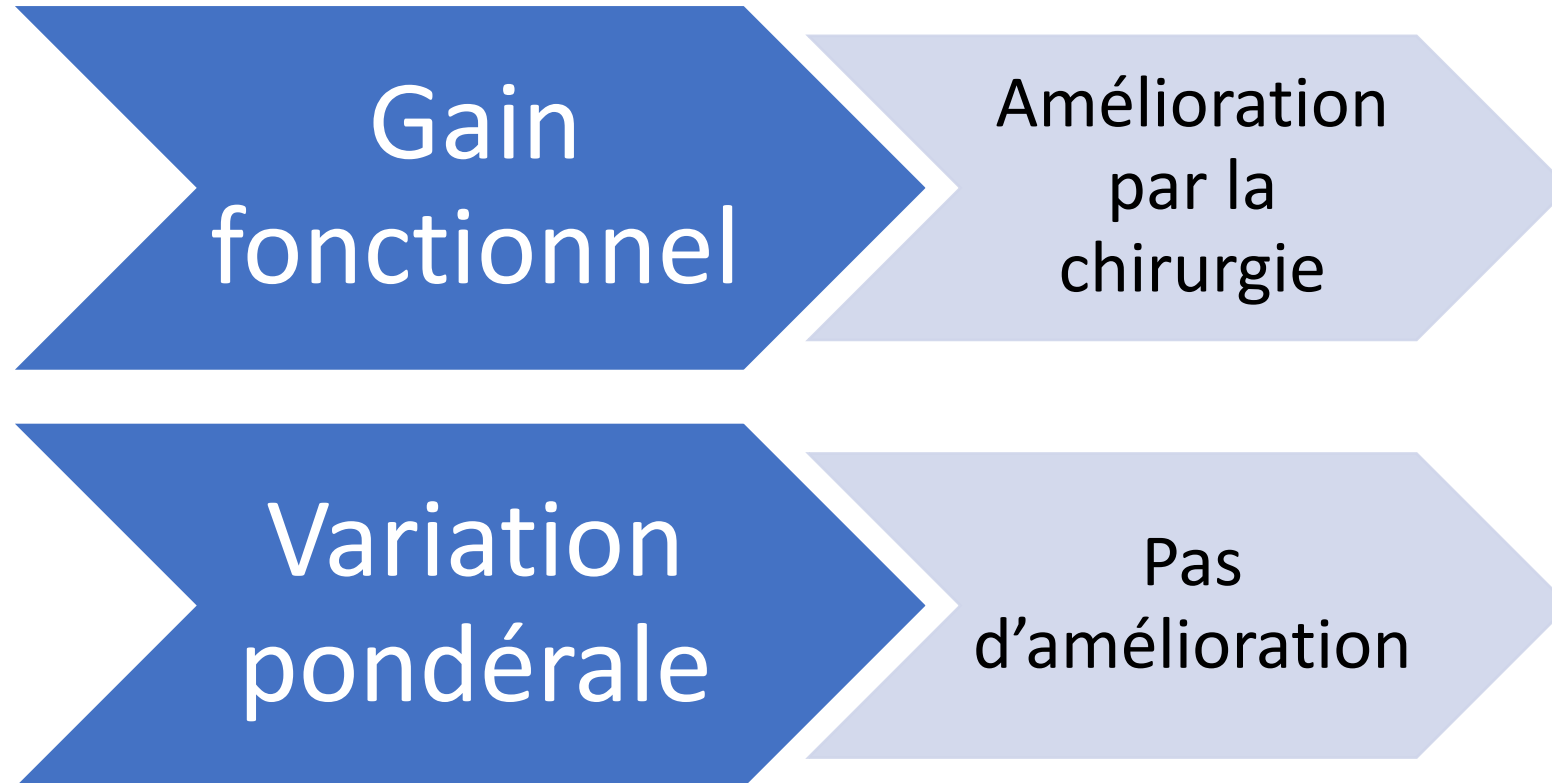 Gain
fonctionnel
Amélioration
par la
chirurgie
Variation
pondérale
Pas
d’amélioration